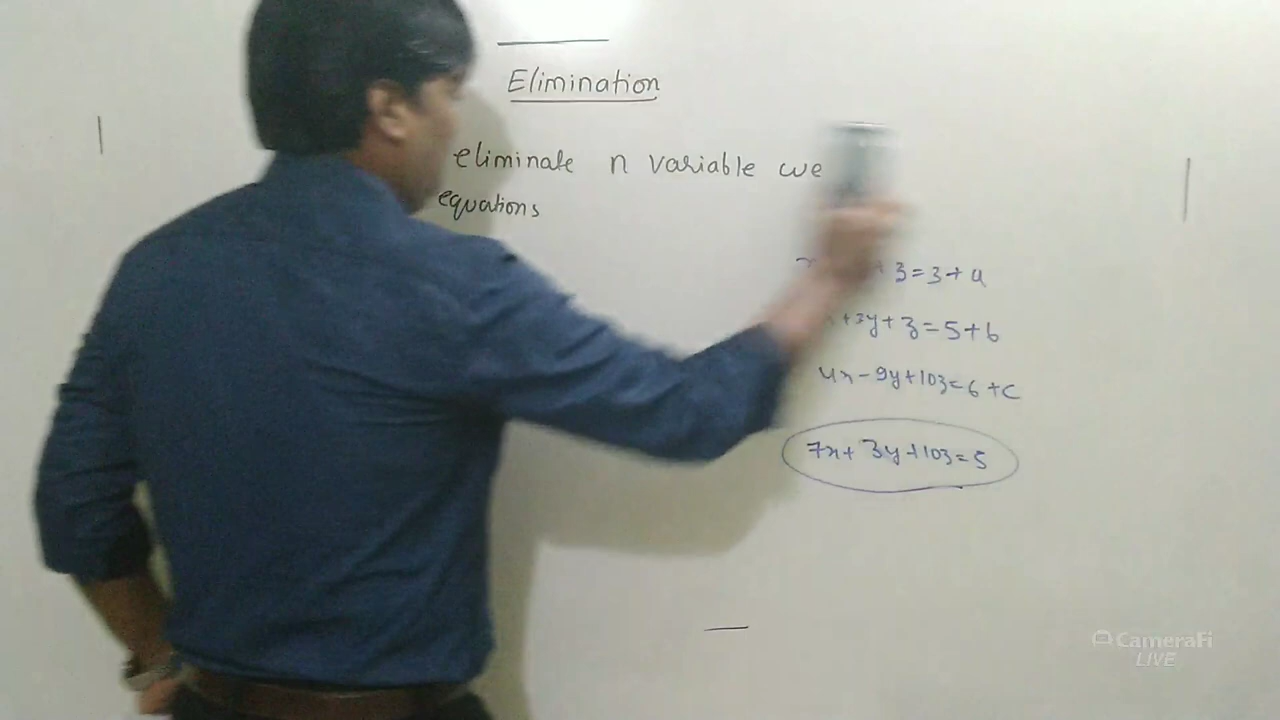 Elimination
eliminate n variable we
equations
3=3+a
+3y+z=5+b
4x-9y+10z=6+c
7x+3y+10z=5
CameraFi
LIVE